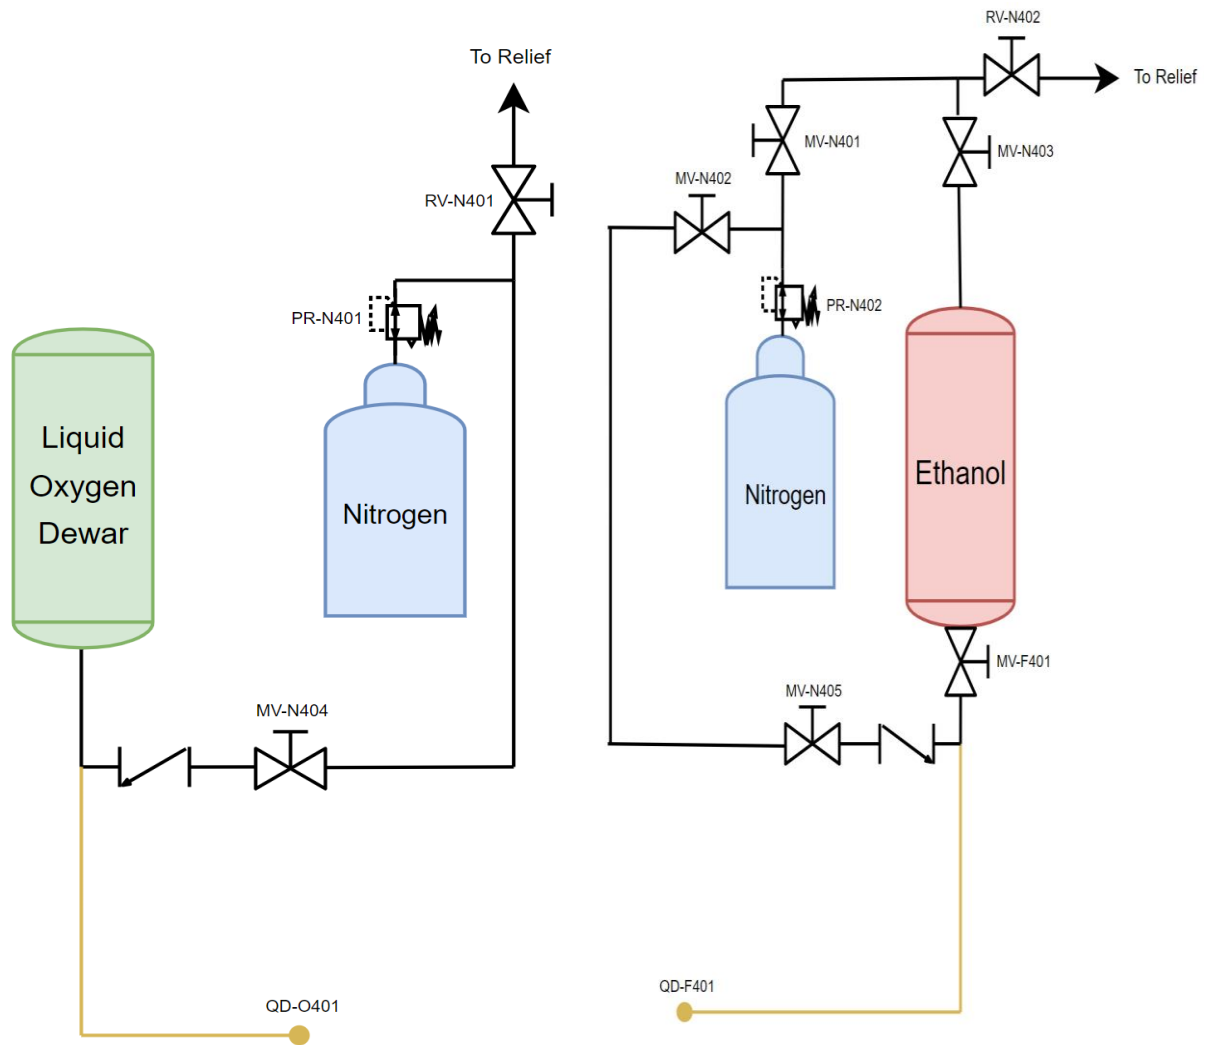 To Relief
RV-N401
PR-N401
Liquid
Oxygen
Dewar
Nitrogen
MV-N404
QD-O401
RV-N402
To Relief
MV-N401
MV-N403
MV-N402
PR-N402
Nitrogen
Ethanol
MV-F401
MV-N405
QD-F401